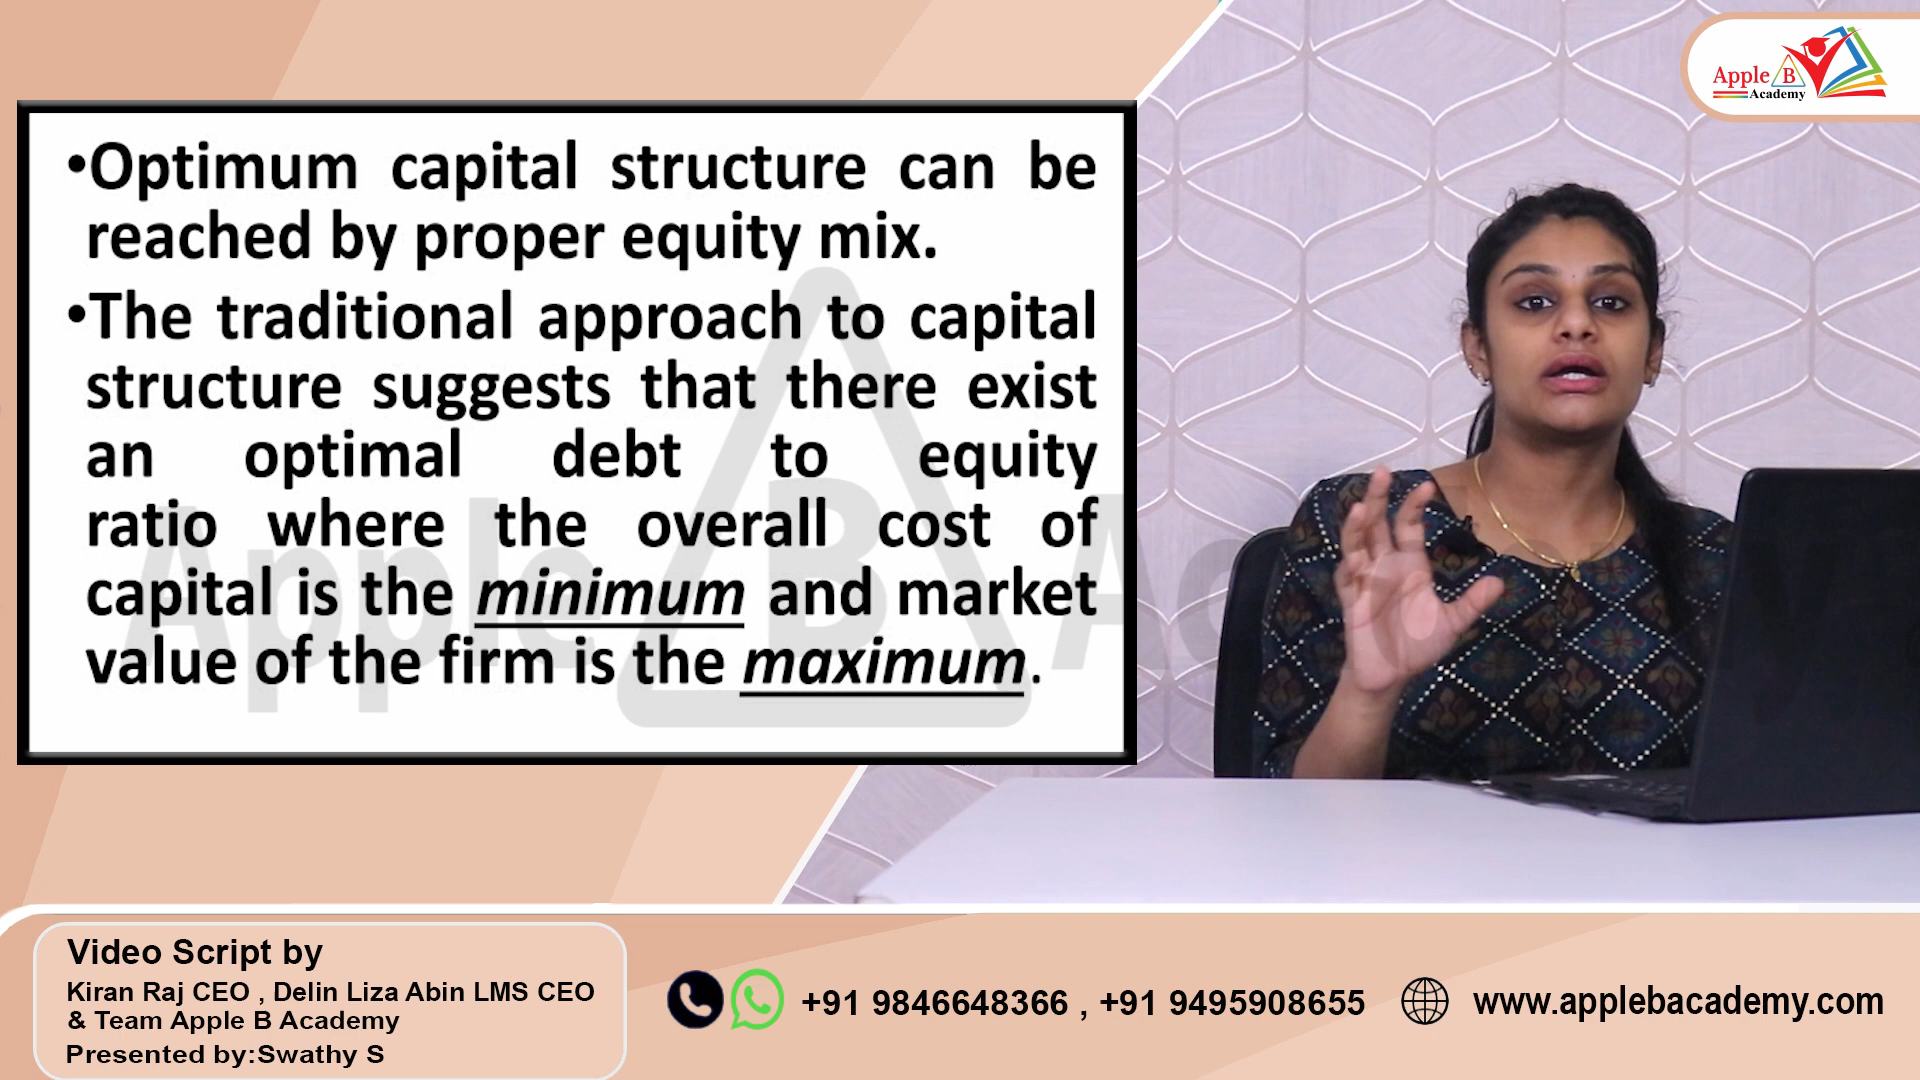 Apple B
Academy
•Optimum capital structure can be
reached by proper equity mix.
•The traditional approach to capital
structure suggests that there exist
an optimal debt to equity
ratio where the overall cost of
capital is the minimum and market
value of the firm is the maximum.
Apple B Academy
Video Script by
Kiran Raj CEO , Delin Liza Abin LMS CEO
& Team Apple B Academy
Presented by:Swathy S
+91 9846648366 , +91 9495908655
www.applebacademy.com